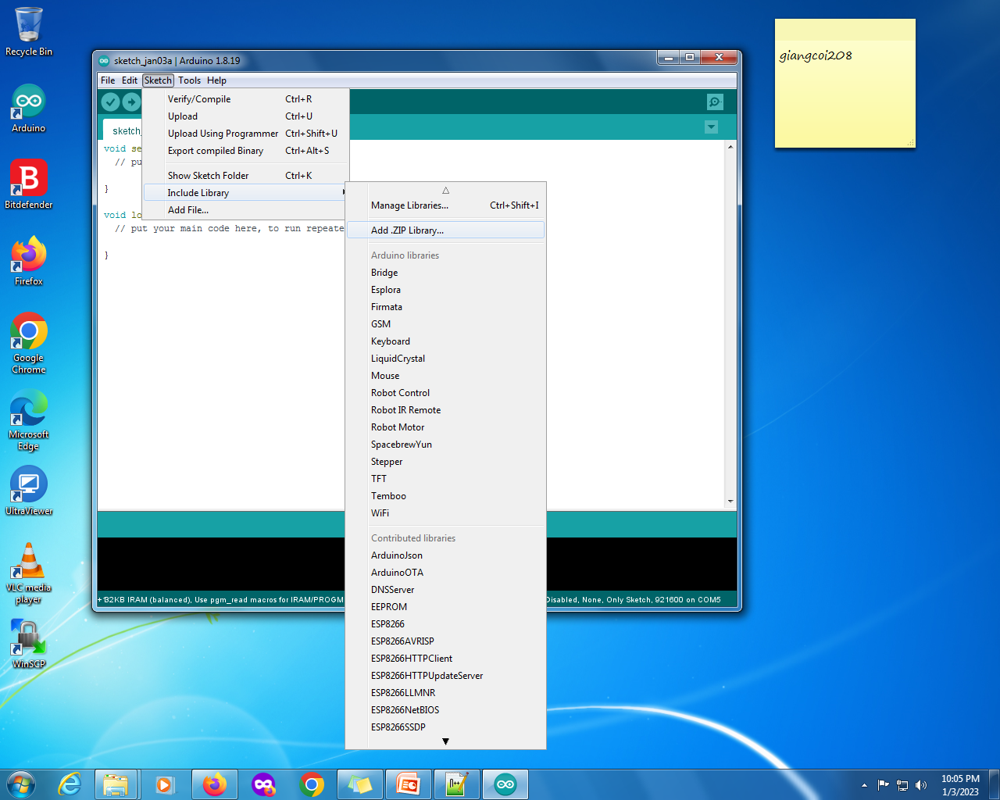 Recycle Bin
Arduino
Bitdefender
Firefox
Google
Chrome
Microsoft
Edge
UltraViewer
VLC media
player
WinSCP
sketch_jan03a | Arduino 1.8.19
File Edit Sketch Tools Help
sketch_
void se
// pu
}
void lo
// put your main code here, to run repeate
}
Verify/Compile Ctrl+R
Upload Ctrl+U
Upload Using Programmer Ctrl+Shift+U
Export compiled Binary Ctrl+Alt+S
Show Sketch Folder Ctrl+K
Include Library
Add File...
Manage Libraries... Ctrl+Shift+I
Add .ZIP Library...
Arduino libraries
Bridge
Esplora
Firmata
GSM
Keyboard
LiquidCrystal
Mouse
Robot Control
Robot IR Remote
Robot Motor
SpacebrewYun
Stepper
TFT
Temboo
WiFi
Contributed libraries
ArduinoJson
ArduinoOTA
DNSServer
EEPROM
ESP8266
ESP8266AVRISP
ESP8266HTTPClient
ESP8266HTTPUpdateServer
ESP8266LLMNR
ESP8266NetBIOS
ESP8266SSDP
32KB IRAM (balanced), Use pgm_read macros for IRAM/PROGM
Disabled, None, Only Sketch, 921600 on COM5
giangcoi208
10:05 PM
1/3/2023